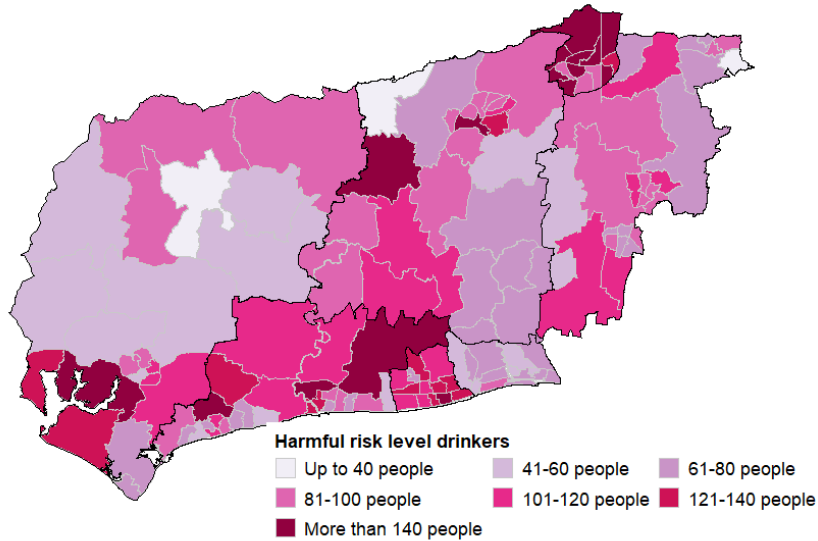 Harmful risk level drinkers
Up to 40 people 41-60 people 61-80 people
81-100 people 101-120 people 121-140 people
More than 140 people